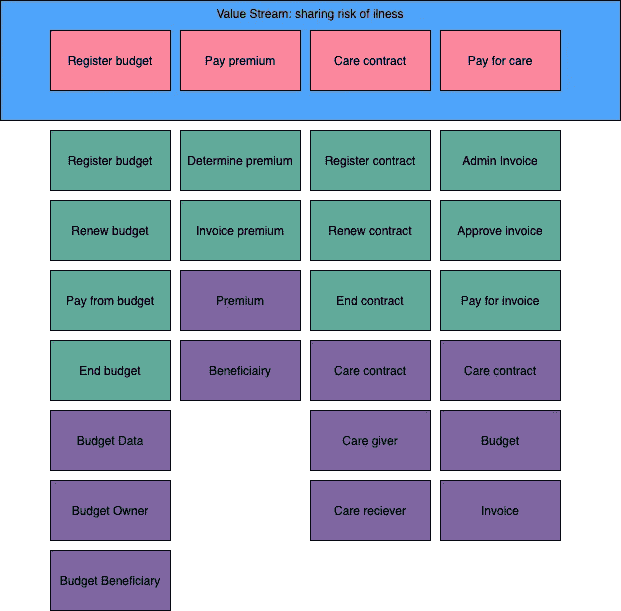 Value Stream: sharing risk of ilness
Register budget
Pay premium
Care contract
Pay for care
Register budget
Determine premium
Register contract
Admin Invoice
Renew budget
Invoice premium
Renew contract
Approve invoice
Pay from budget
Premium
End contract
Pay for invoice
End budget
Beneficiairy
Care contract
Care contract
Budget Data
Care giver
Budget
Budget Owner
Care reciever
Invoice
Budget Beneficiary